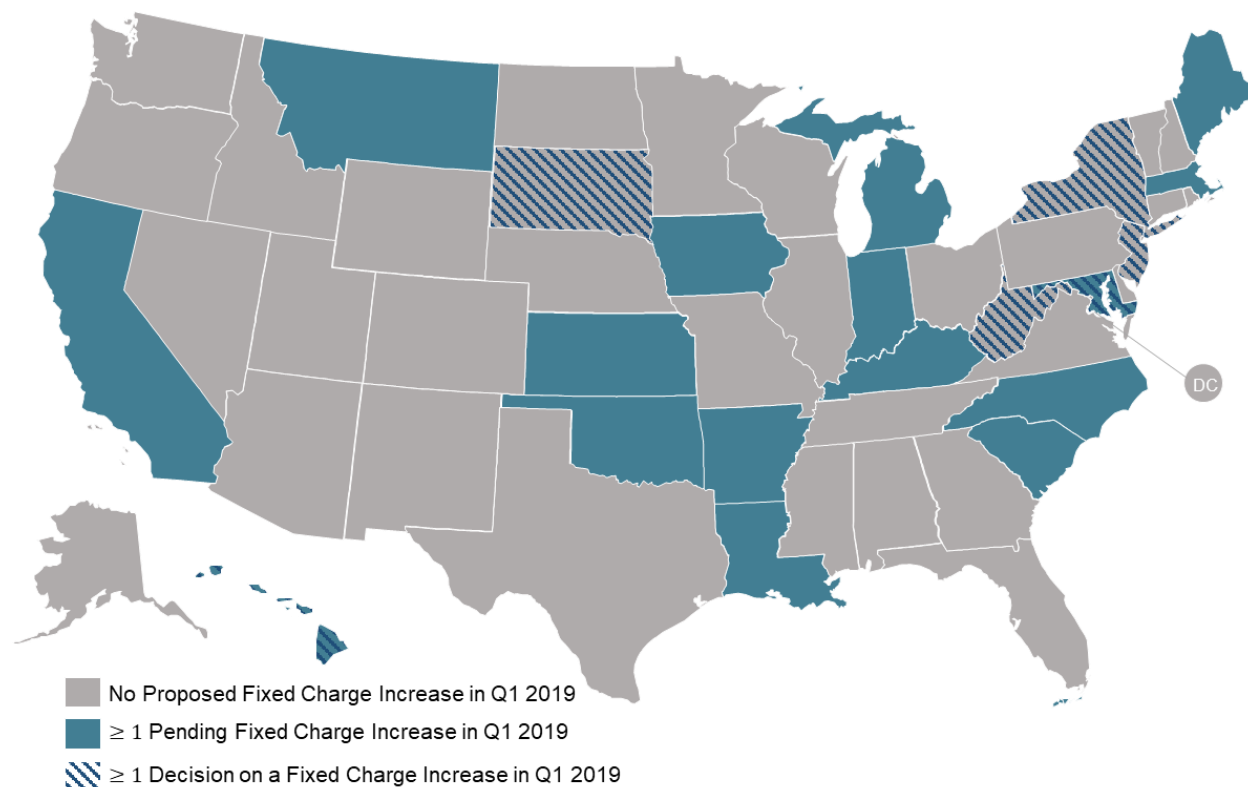 DC
No Proposed Fixed Charge Increase in Q1 2019
≥ 1 Pending Fixed Charge Increase in Q1 2019
≥ 1 Decision on a Fixed Charge Increase in Q1 2019